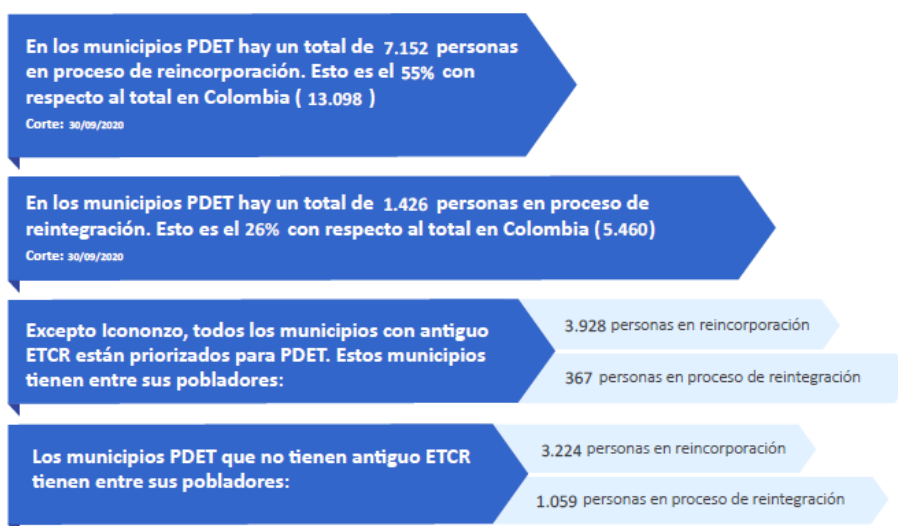 En los municipios PDET hay un total de 7.152 personas
en proceso de reincorporación. Esto es el 55% con
respecto al total en Colombia ( 13.098 )
Corte: 30/09/2020
En los municipios PDET hay un total de 1.426 personas en proceso de
reintegración. Esto es el 26% con respecto al total en Colombia (5.460)
Corte: 30/09/2020
Excepto Icononzo, todos los municipios con antiguo
ETCR están priorizados para PDET. Estos municipios
tienen entre sus pobladores:
3.928 personas en reincorporación
367 personas en proceso de reintegración
Los municipios PDET que no tienen antiguo ETCR
tienen entre sus pobladores:
3.224 personas en reincorporación
1.059 personas en proceso de reintegración